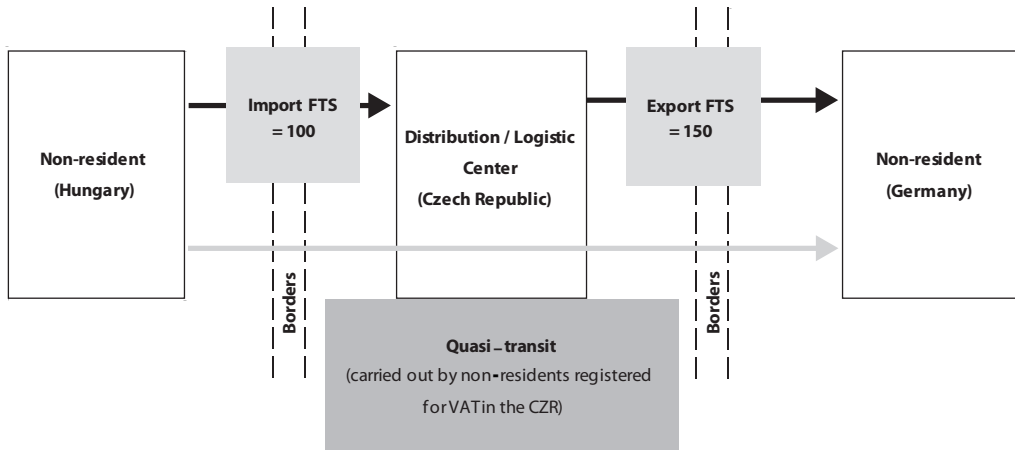 Non-resident
(Hungary)
Import FTS
= 100
Distribution / Logistic
Center
(Czech Republic)
Export FTS
= 150
Non-resident
(Germany)
Borders
Borders
Quasi–transit
(carried out by non-residents registered
for VAT in the CZR)